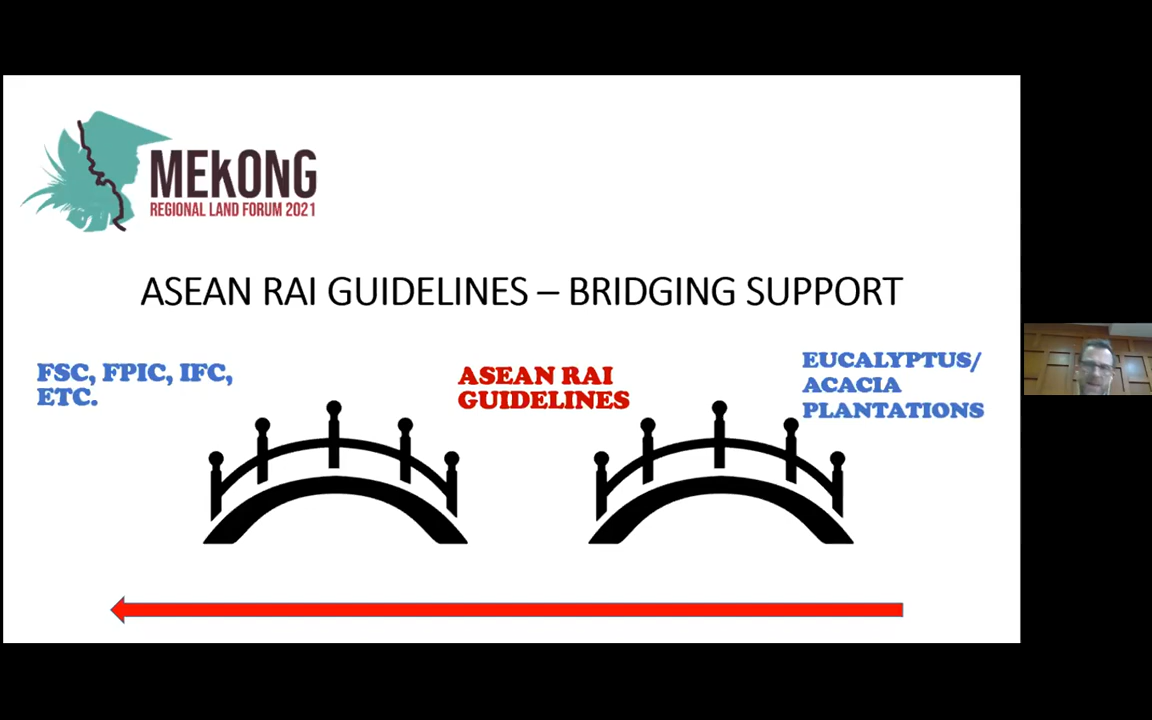 MEkONG
REGIONAL LAND FORUM 2021
ASEAN RAI GUIDELINES – BRIDGING SUPPORT
FSC, FPIC, IFC,
ETC.
ASEAN RAI
GUIDELINES
EUCALYPTUS/
ACACIA
PLANTATIONS